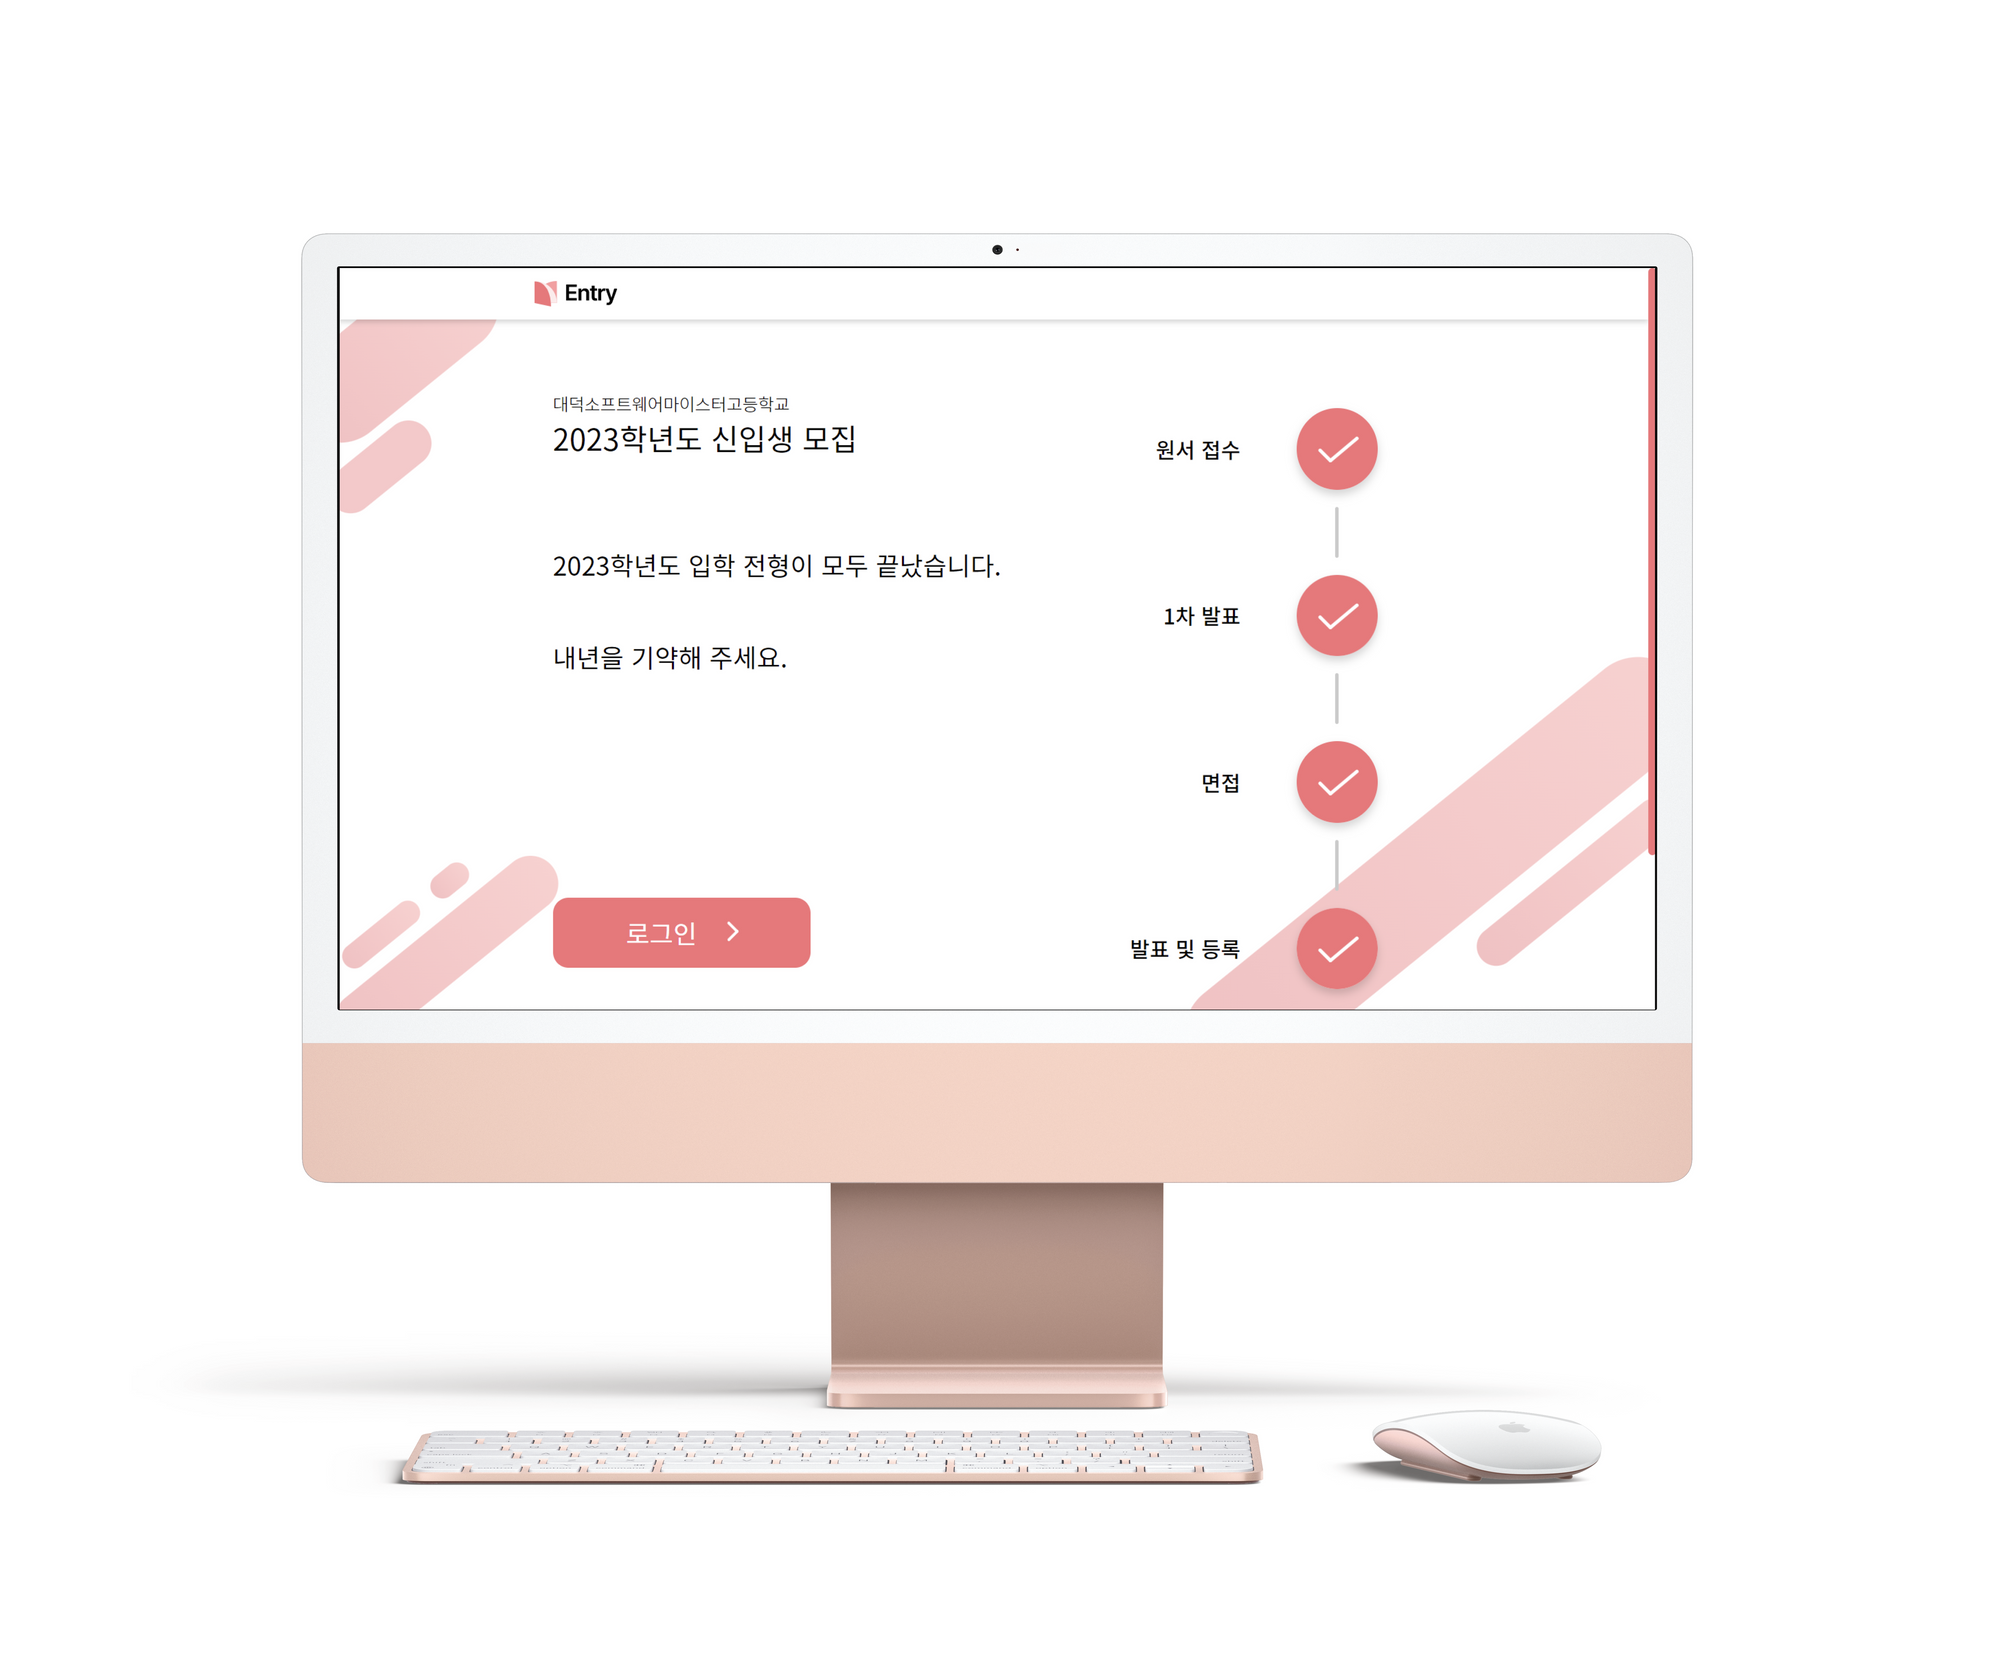 Entry
대덕소프트웨어마이스터고등학교
2023학년도 신입생 모집
2023학년도 입학 전형이 모두 끝났습니다.
내년을 기약해 주세요.
로그인
원서 접수
1차 발표
면접
발표 및 등록